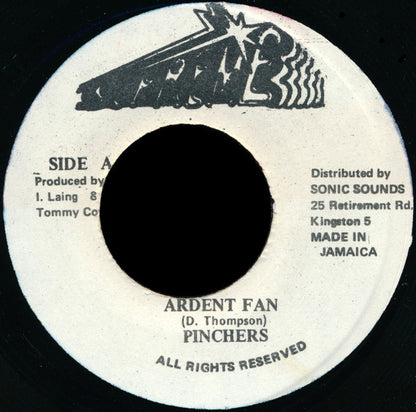 SIDE A
Produced by
I. Laing 8
Tommy Co
Distributed by
SONIC SOUNDS
25 Retirement Rd.
Kingston 5
MADE IN
JAMAICA
ARDENT FAN
(D. Thompson)
PINCHERS
ALL RIGHTS RESERVED